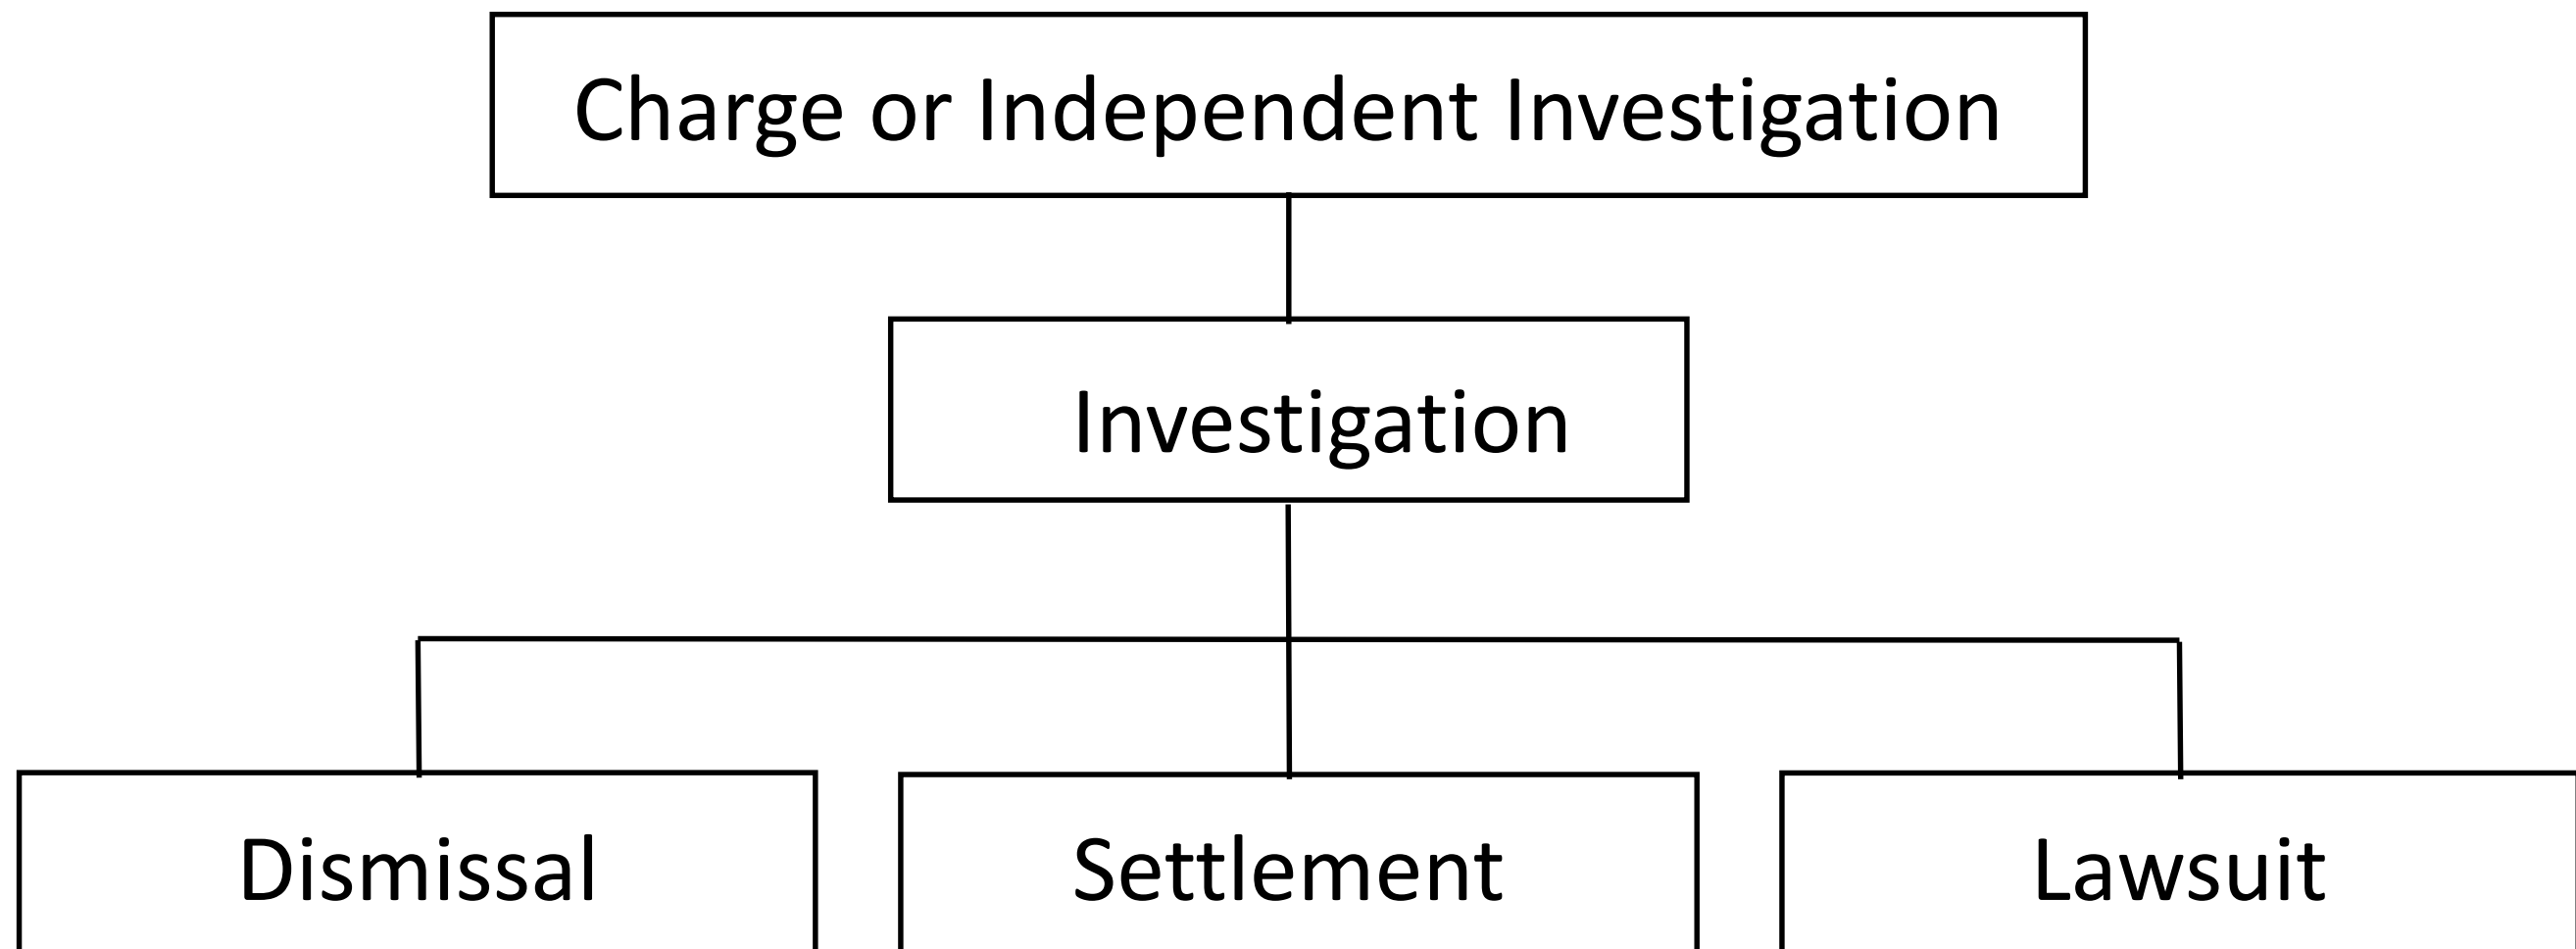 Charge or Independent Investigation
Investigation
Dismissal
Settlement
Lawsuit